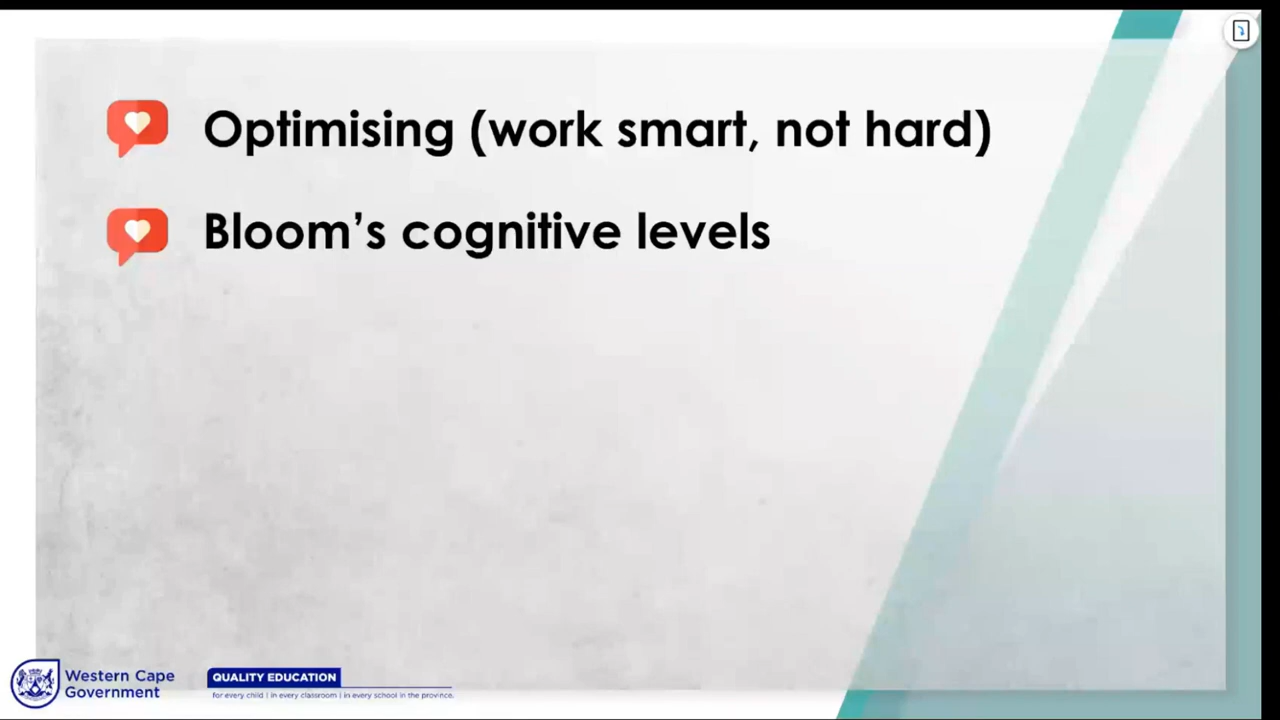 Optimising (work smart, not hard)
Bloom’s cognitive levels
Western Cape
Government
QUALITY EDUCATION
for every child | in every classroom | in every school in the province.